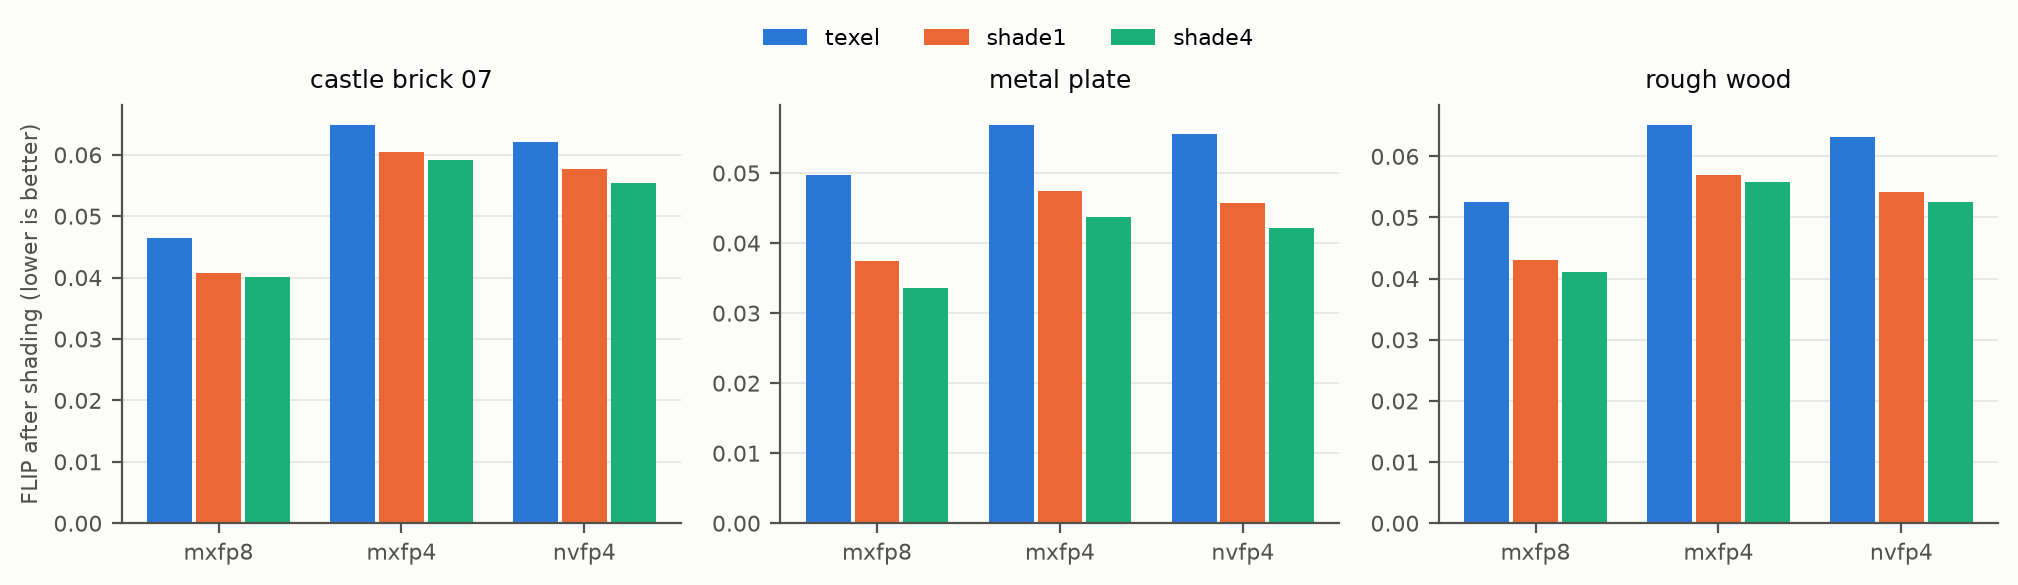 texel shade1 shade4
castle brick 07
metal plate
rough wood
FLIP after shading (lower is better)
0.06
0.05
0.04
0.03
0.02
0.01
0.00
mxfp8 mxfp4 nvfp4
0.05
0.04
0.03
0.02
0.01
0.00
mxfp8 mxfp4 nvfp4
0.06
0.05
0.04
0.03
0.02
0.01
0.00
mxfp8 mxfp4 nvfp4